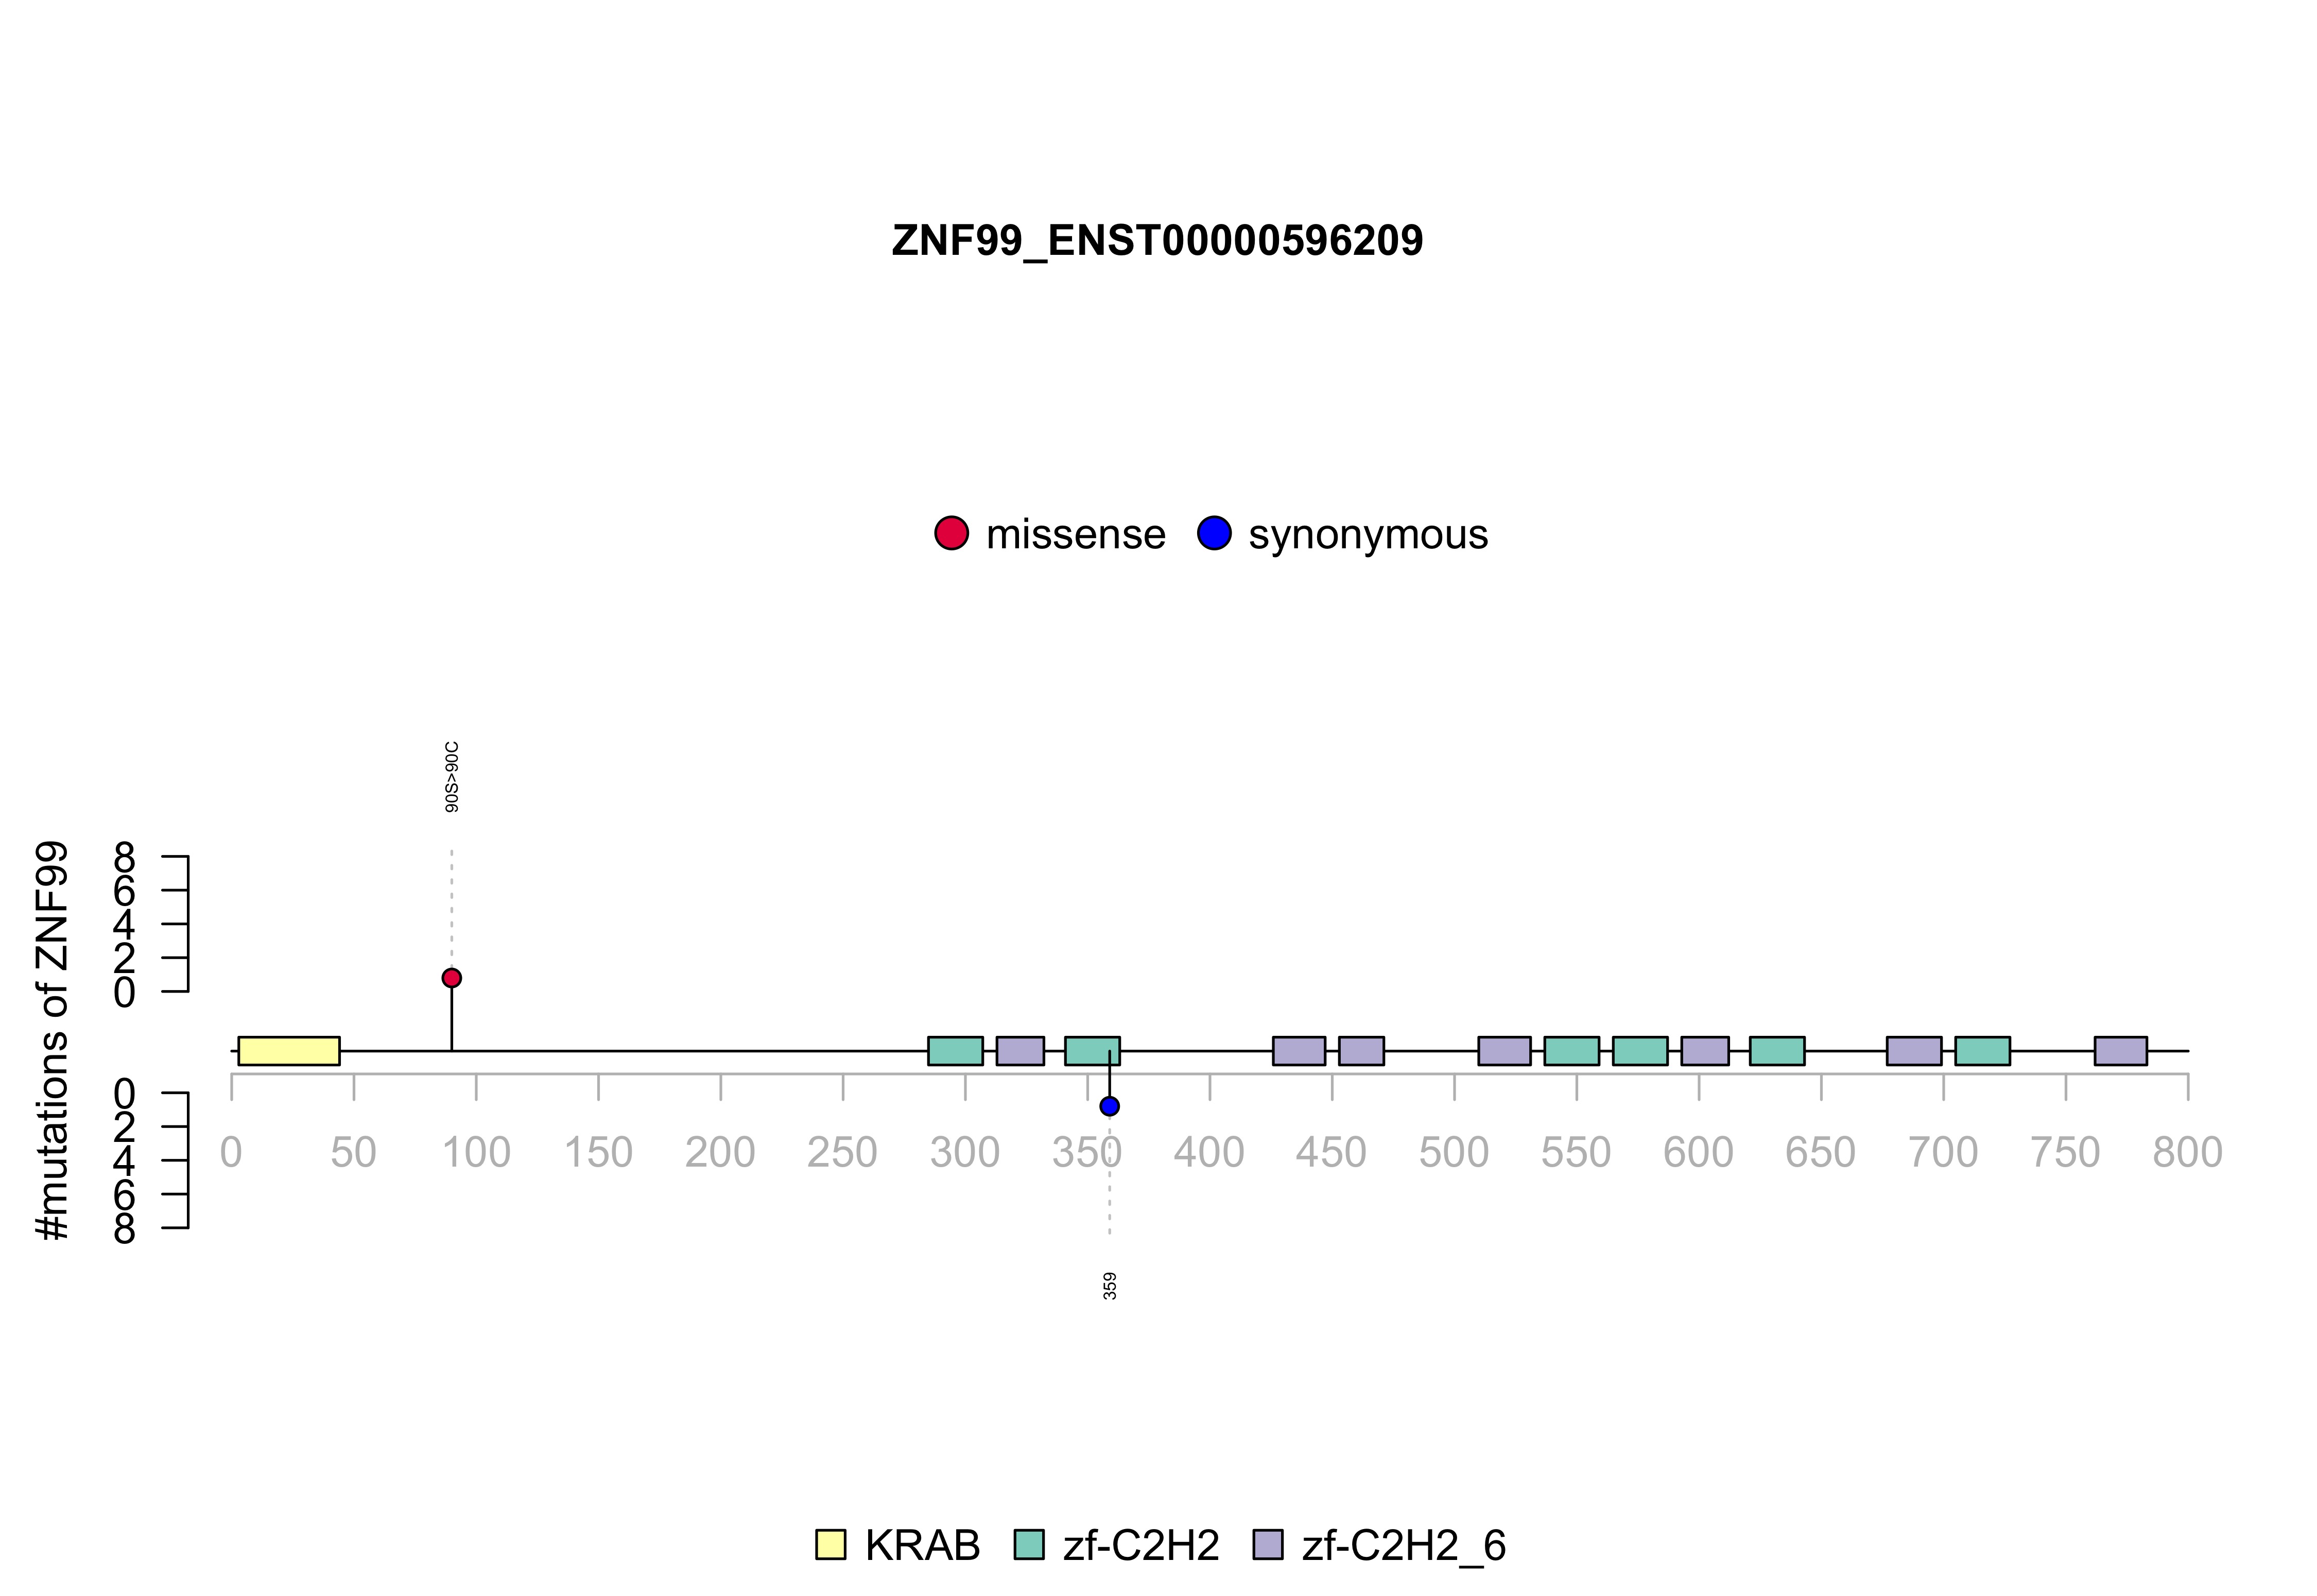 ZNF99_ENST00000596209
missense synonymous
90S>90C
#mutations of ZNF99
8
6
4
2
0
0
2
4
6
8
0 50 100 150 200 250 300 350 400 450 500 550 600 650 700 750 800
359
KRAB zf-C2H2 zf-C2H2_6